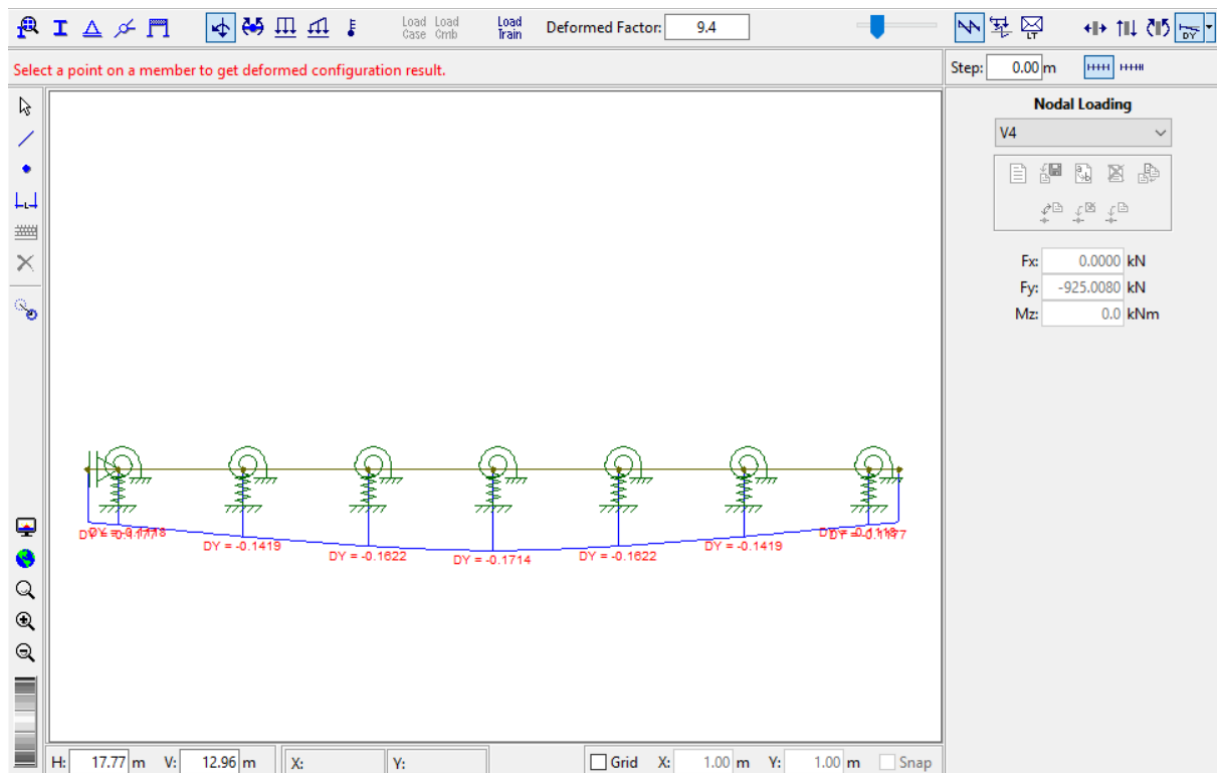 Load Case
Load Cmb
Load Train
Deformed Factor: 9.4
LT
DY
Select a point on a member to get deformed configuration result.
Step: 0.00 m
Nodal Loading
V4
L
Fx: 0.0000 kN
Fy: -925.0080 kN
Mz: 0.0 kNm
DY = -0.1419
DY = -0.1622
DY = -0.1714
DY = -0.1622
DY = -0.1419
H: 17.77 m V: 12.96 m X: Y: Grid X: 1.00 m Y: 1.00 m Snap